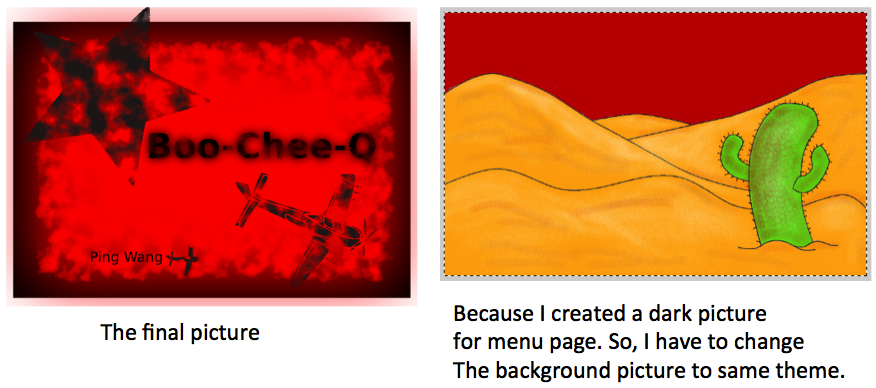 Boo-Chee-Q
Ping Wang
The final picture
Because I created a dark picture
for menu page. So, I have to change
The background picture to same theme.